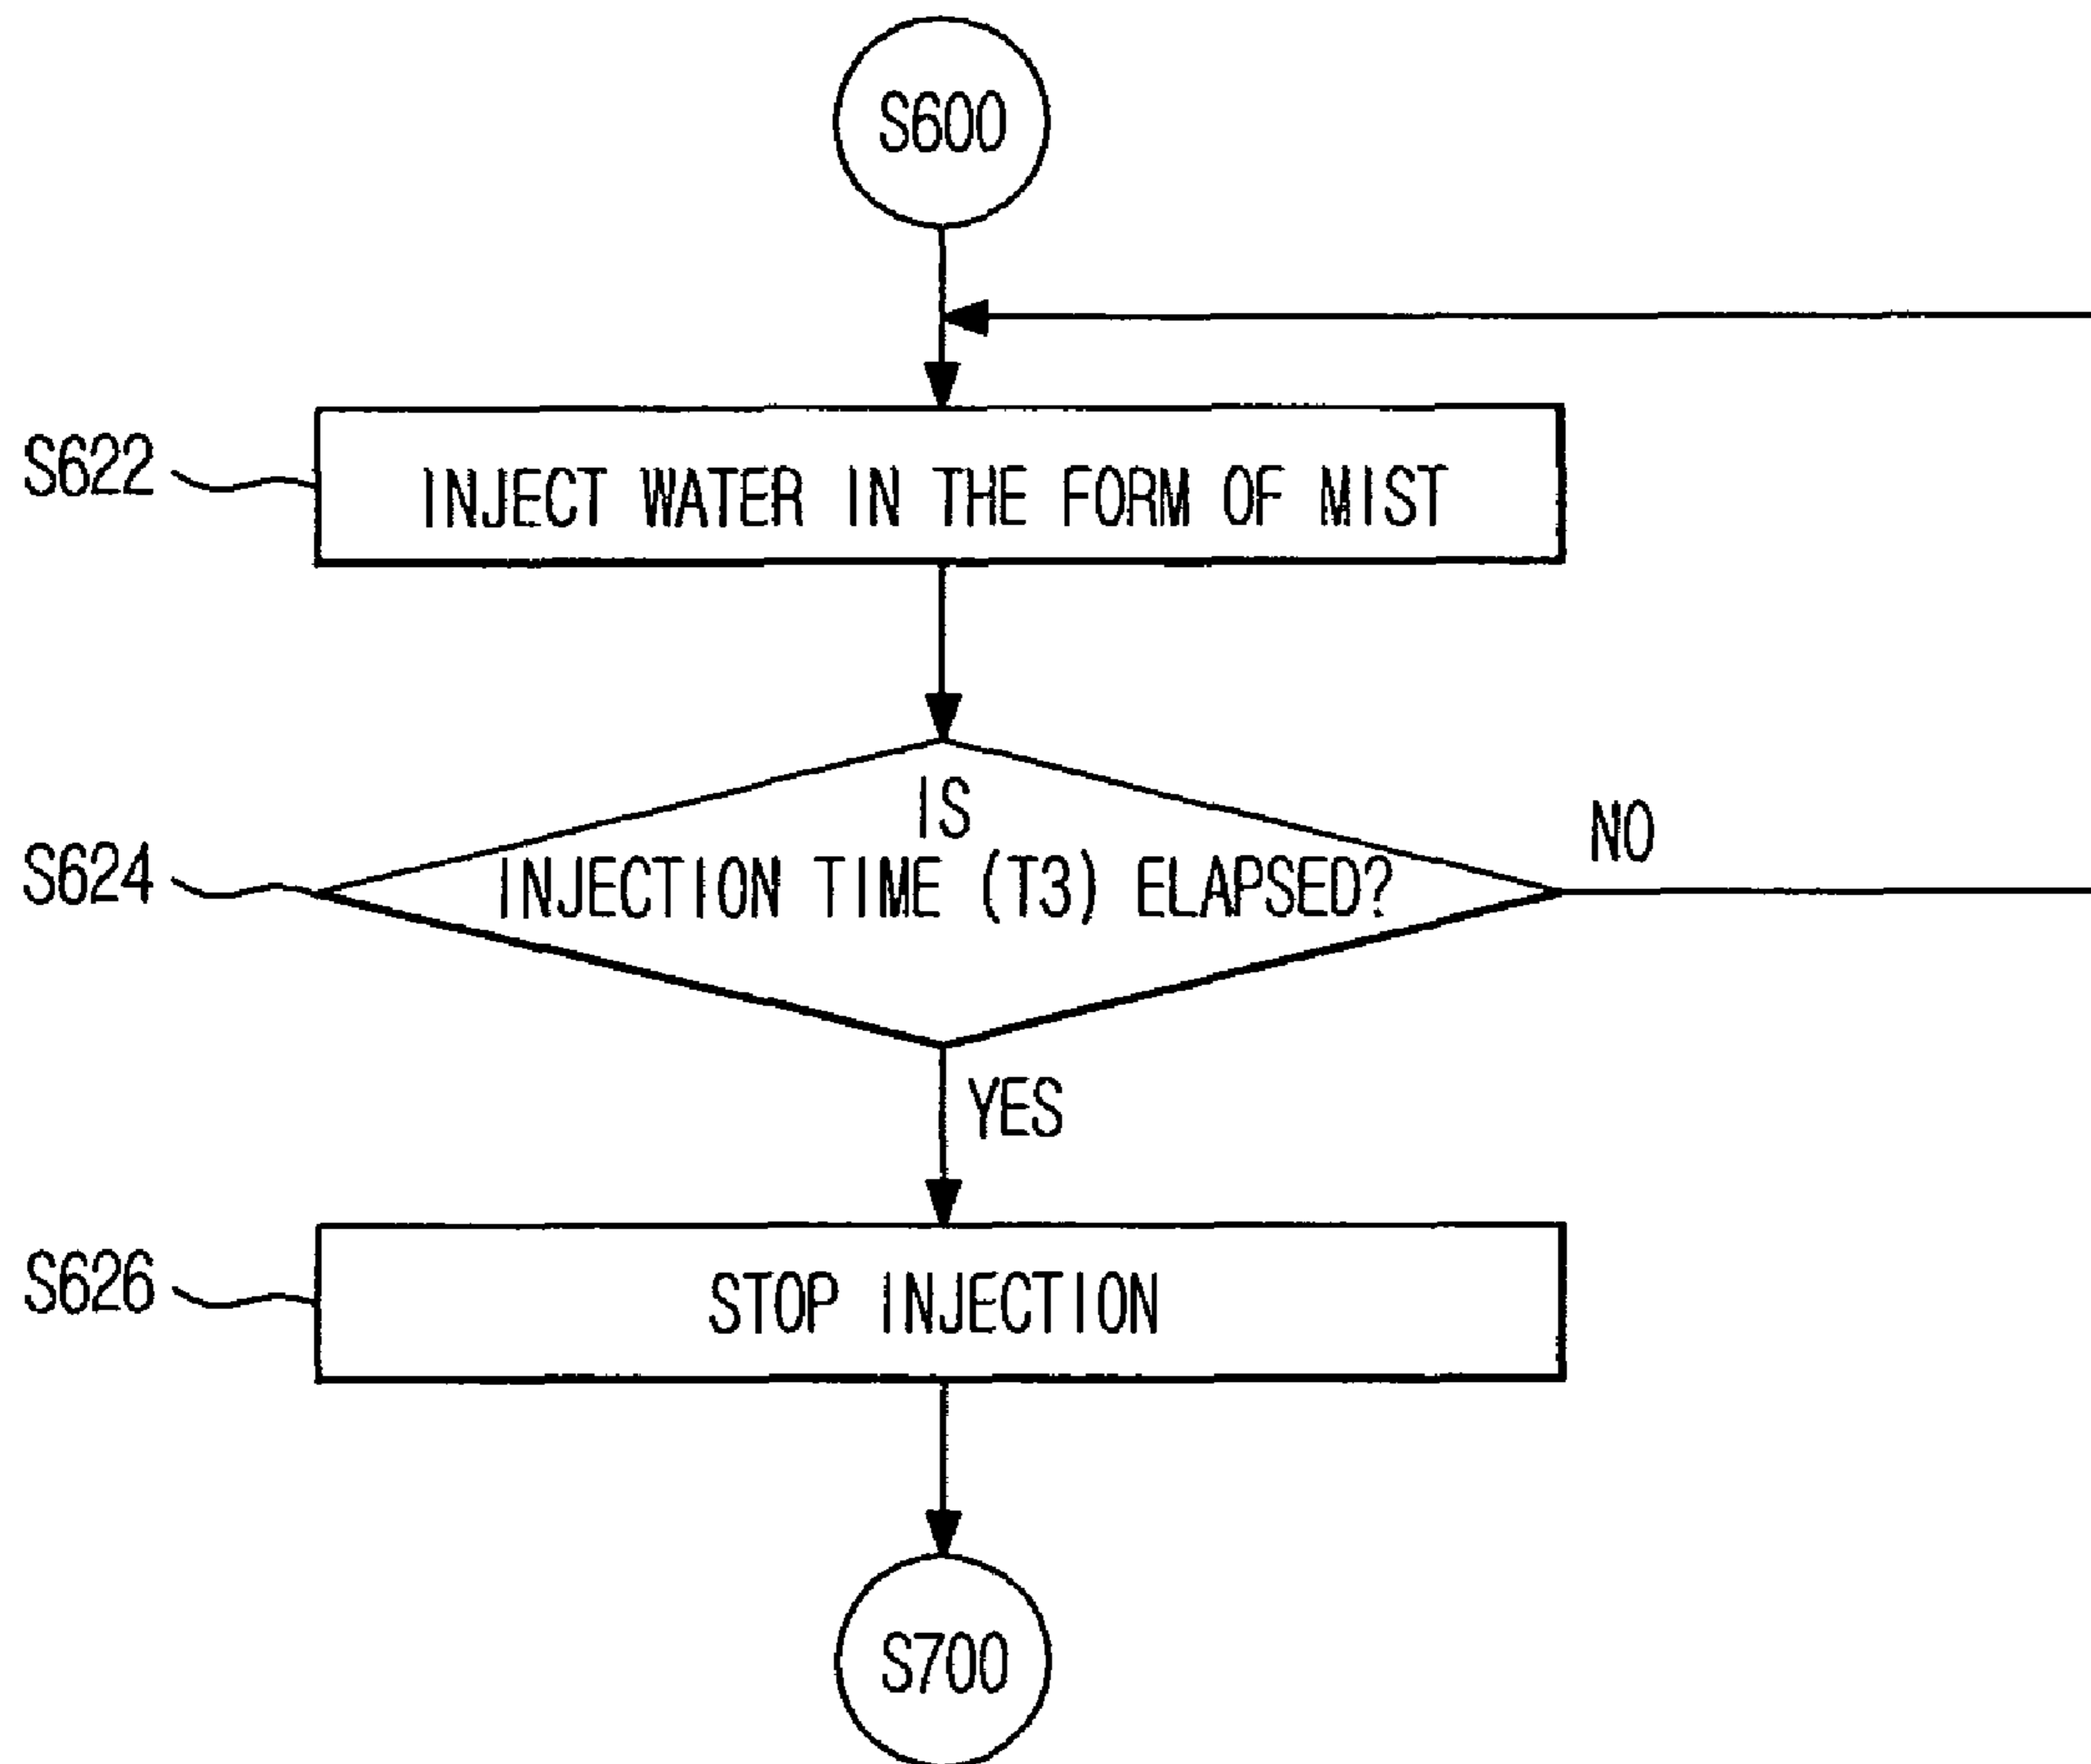 S600
S622
INJECT WATER IN THE FORM OF MIST
IS
INJECTION TIME (T3) ELAPSED?
S624
NO
YES
S626
STOP INJECTION
S700